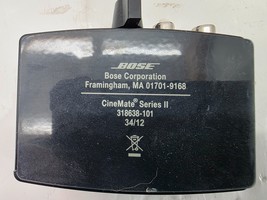 BOSE
Bose Corporation
Framingham, MA 01701-9168
CineMate® Series II
318638-101
34/12